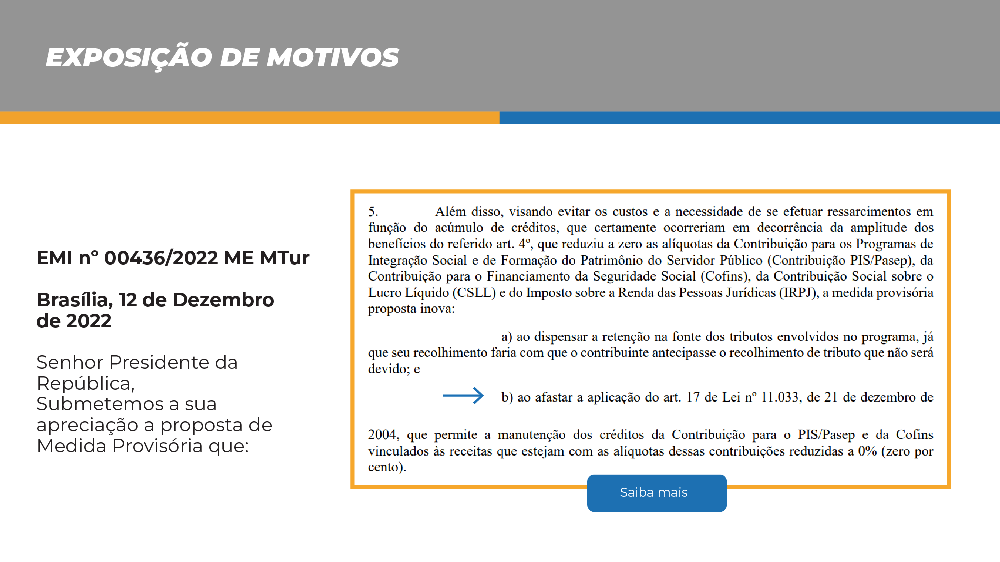 EXPOSIÇÃO DE MOTIVOS
EMI nº 00436/2022 ME MTur
Brasília, 12 de Dezembro
de 2022
Senhor Presidente da
República,
Submetemos a sua
apreciação a proposta de
Medida Provisória que:
5. Além disso, visando evitar os custos e a necessidade de se efetuar ressarcimentos em
função do acúmulo de créditos, que certamente ocorreriam em decorrência da amplitude dos
benefícios do referido art. 4º, que reduziu a zero as alíquotas da Contribuição para os Programas de
Integração Social e de Formação do Patrimônio do Servidor Público (Contribuição PIS/Pasep), da
Contribuição para o Financiamento da Seguridade Social (Cofins), da Contribuição Social sobre o
Lucro Líquido (CSLL) e do Imposto sobre a Renda das Pessoas Jurídicas (IRPJ), a medida provisória
proposta inova:
a) ao dispensar a retenção na fonte dos tributos envolvidos no programa, já
que seu recolhimento faria com que o contribuinte antecipasse o recolhimento de tributo que não será
devido; e
b) ao afastar a aplicação do art. 17 de Lei nº 11.033, de 21 de dezembro de
2004, que permite a manutenção dos créditos da Contribuição para o PIS/Pasep e da Cofins
vinculados às receitas que estejam com as alíquotas dessas contribuições reduzidas a 0% (zero por
cento).
Saiba mais